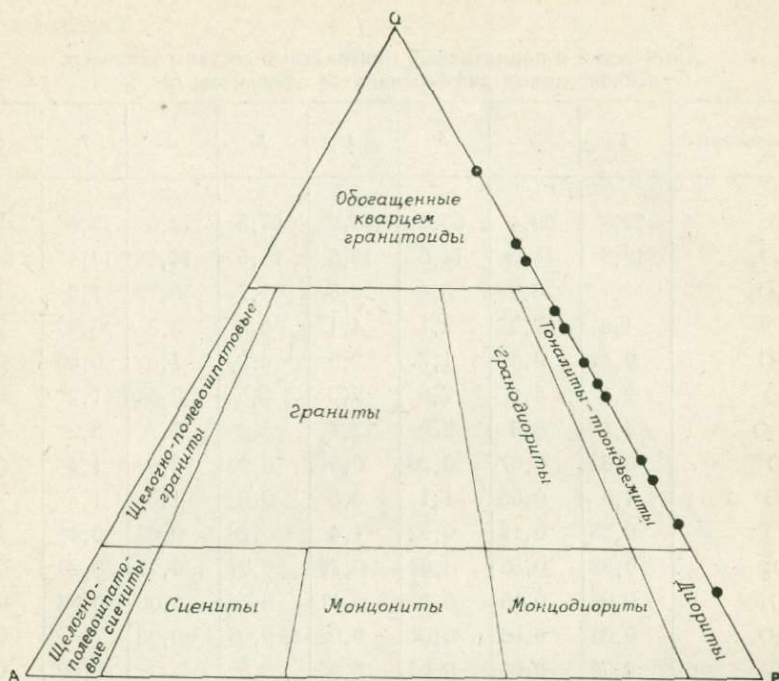 Q
Обогащенные
кварцем
гранитоиды
Щелочно-полевошпатовые
граниты
Граниты
Гранодиориты
Тоналиты-трондьемиты
Щелочно-
полевошпато-
вые сиениты
Сиениты
Монцониты
Монцодиориты
Диориты
A
P